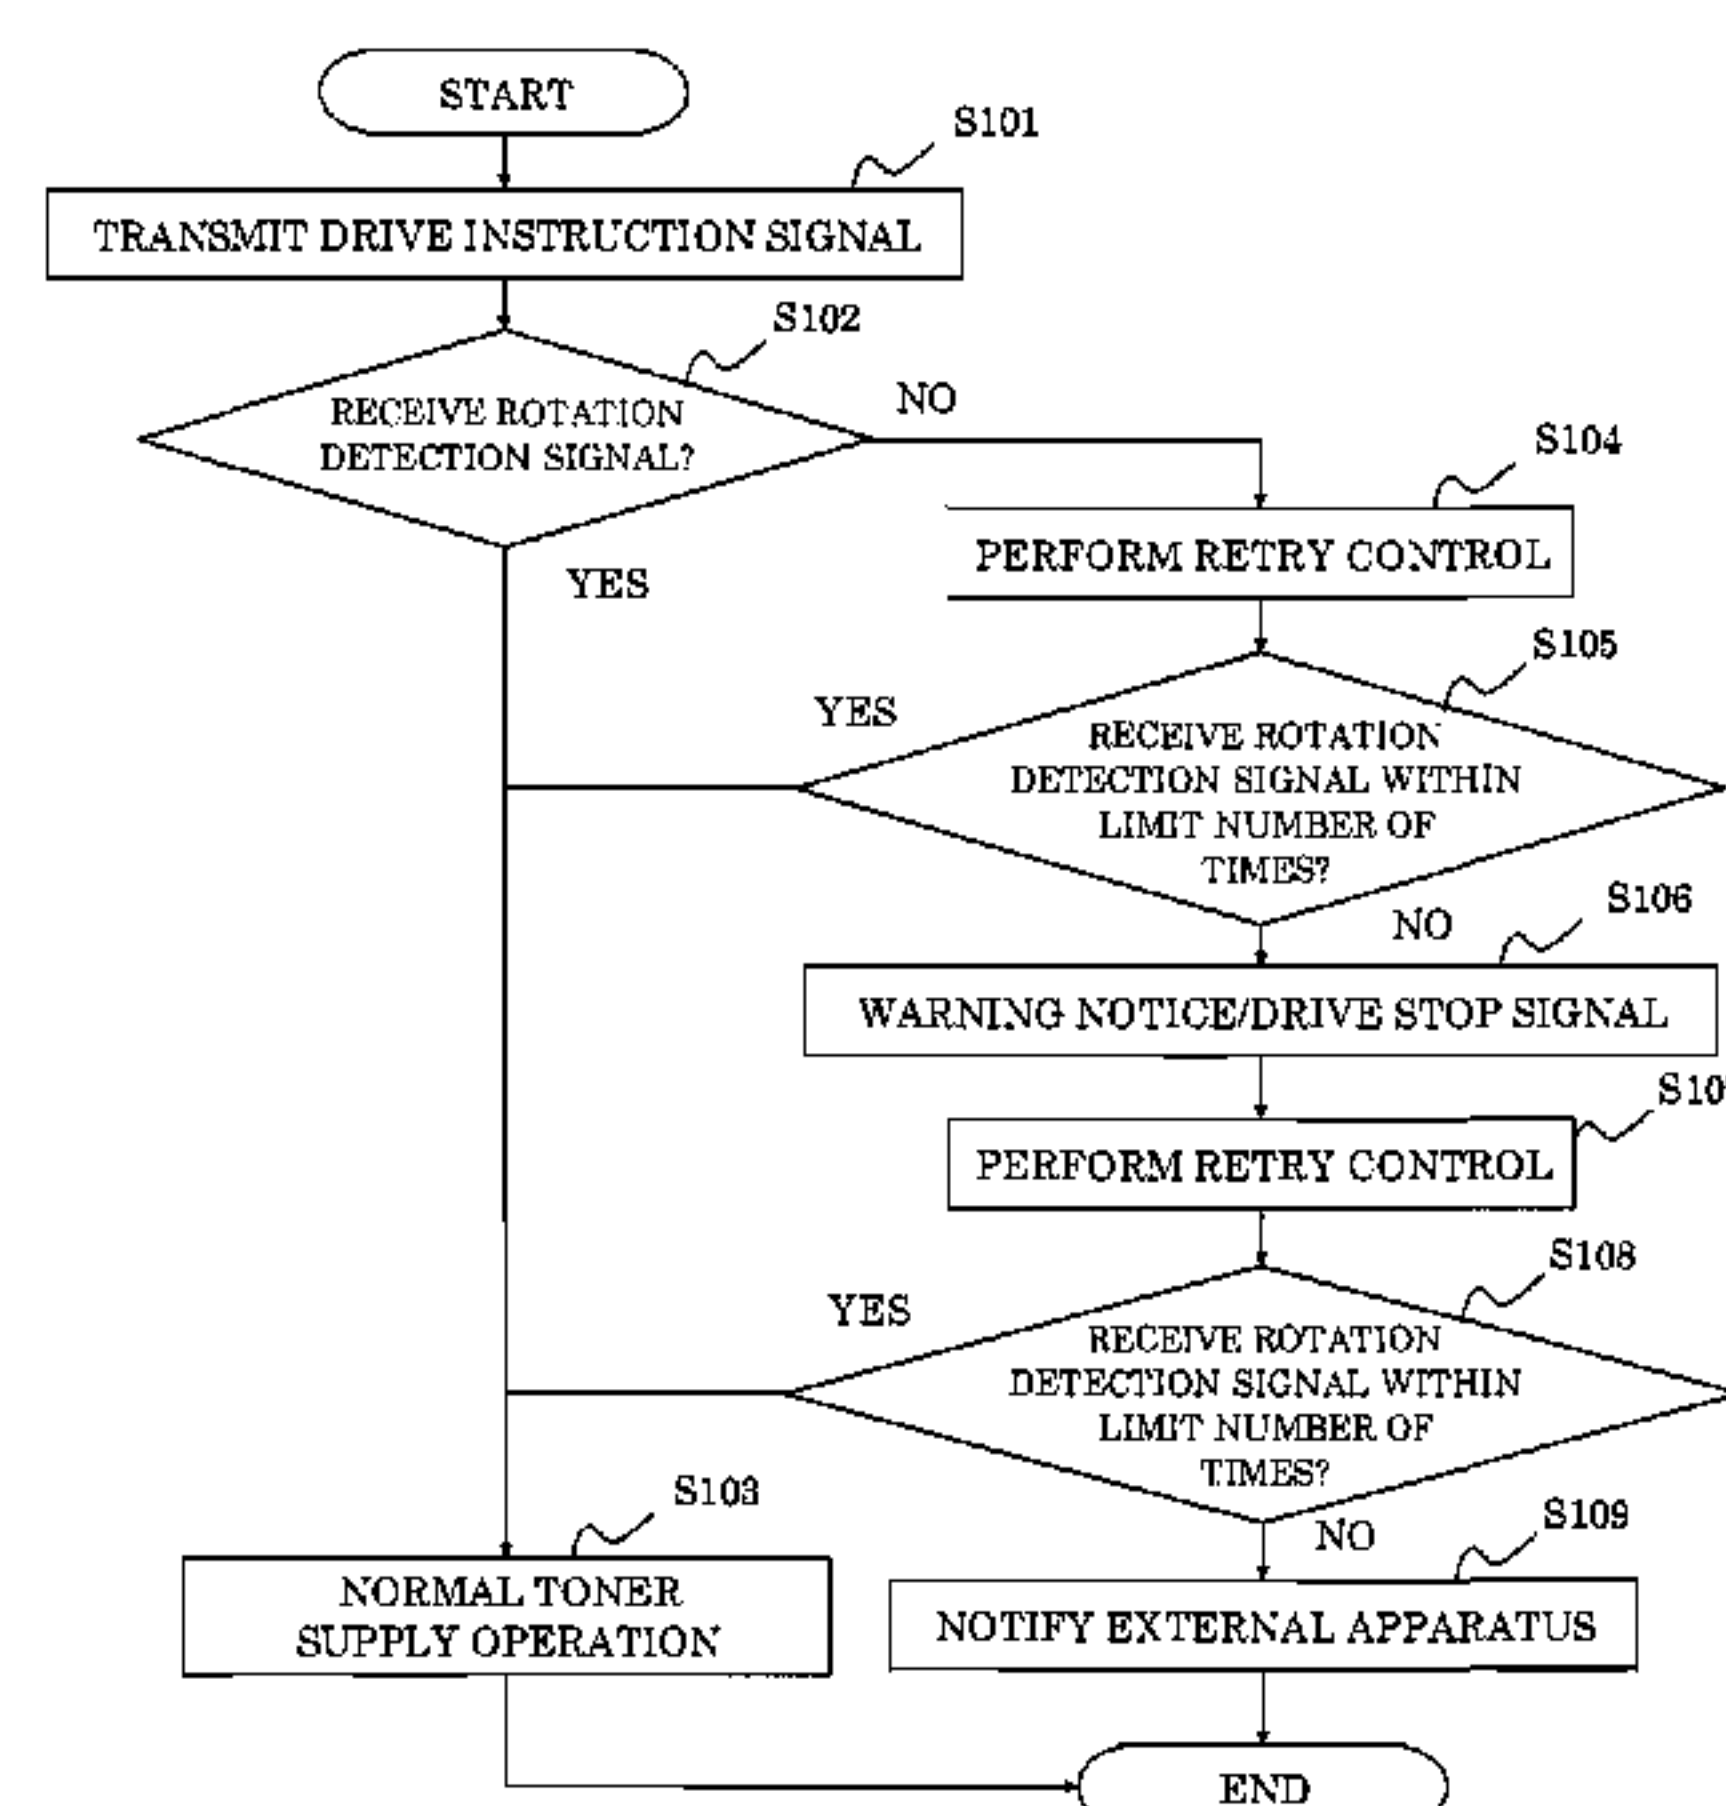 START
S101
TRANSMIT DRIVE INSTRUCTION SIGNAL
S102
RECEIVE ROTATION
DETECTION SIGNAL?
NO
YES
S104
PERFORM RETRY CONTROL
S105
YES
RECEIVE ROTATION
DETECTION SIGNAL WITHIN
LIMIT NUMBER OF
TIMES?
NO
S106
WARNING NOTICE/DRIVE STOP SIGNAL
PERFORM RETRY CONTROL
S108
YES
RECEIVE ROTATION
DETECTION SIGNAL WITHIN
LIMIT NUMBER OF
TIMES?
NO
S103
NORMAL TONER
SUPPLY OPERATION
S109
NOTIFY EXTERNAL APPARATUS
END